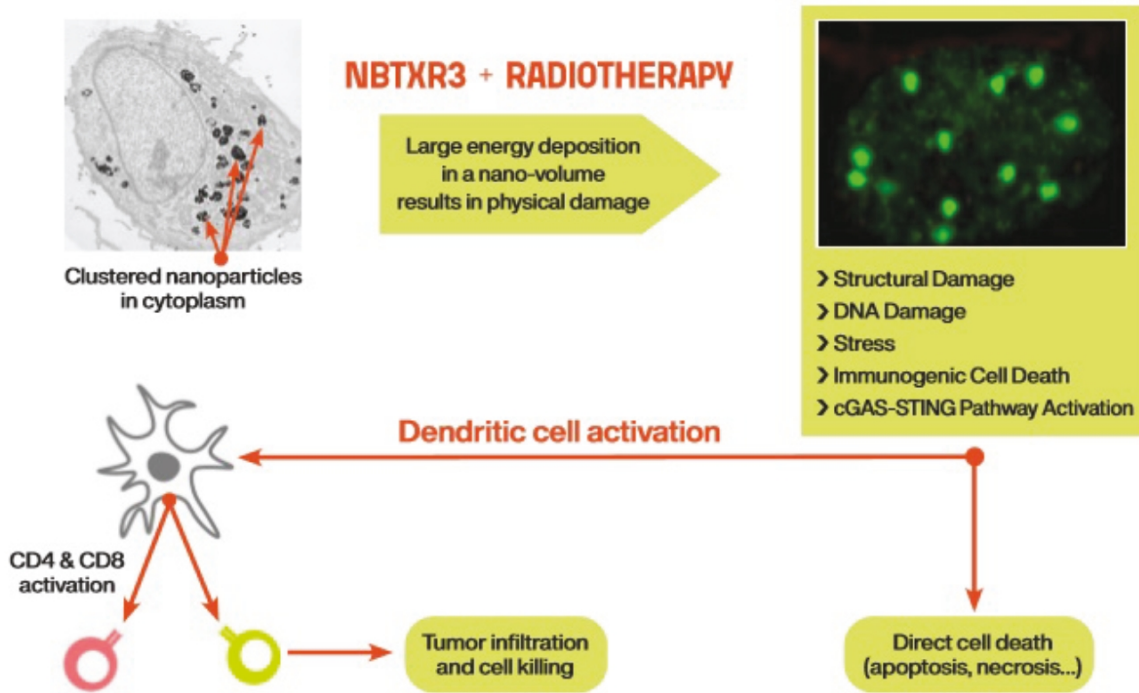 NBTXR3 + RADIOTHERAPY
Large energy deposition
in a nano-volume
results in physical damage
Clustered nanoparticles
in cytoplasm
❯ Structural Damage
❯ DNA Damage
❯ Stress
❯ Immunogenic Cell Death
❯ cGAS-STING Pathway Activation
Dendritic cell activation
CD4 & CD8
activation
Tumor infiltration
and cell killing
Direct cell death
(apoptosis, necrosis...)